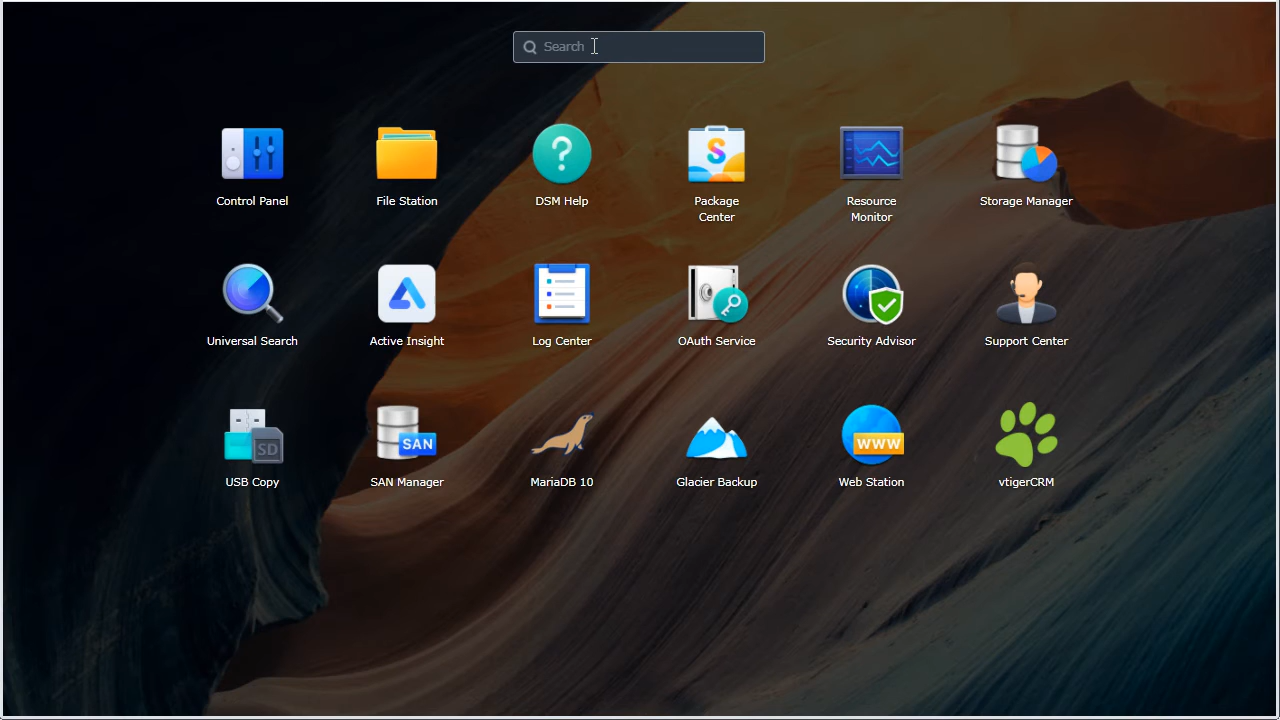 Search
Control Panel
File Station
DSM Help
Package
Center
Resource
Monitor
Storage Manager
Universal Search
Active Insight
Log Center
OAuth Service
Security Advisor
Support Center
SD
USB Copy
SAN
SAN Manager
MariaDB 10
Glacier Backup
WWW
Web Station
vtigerCRM